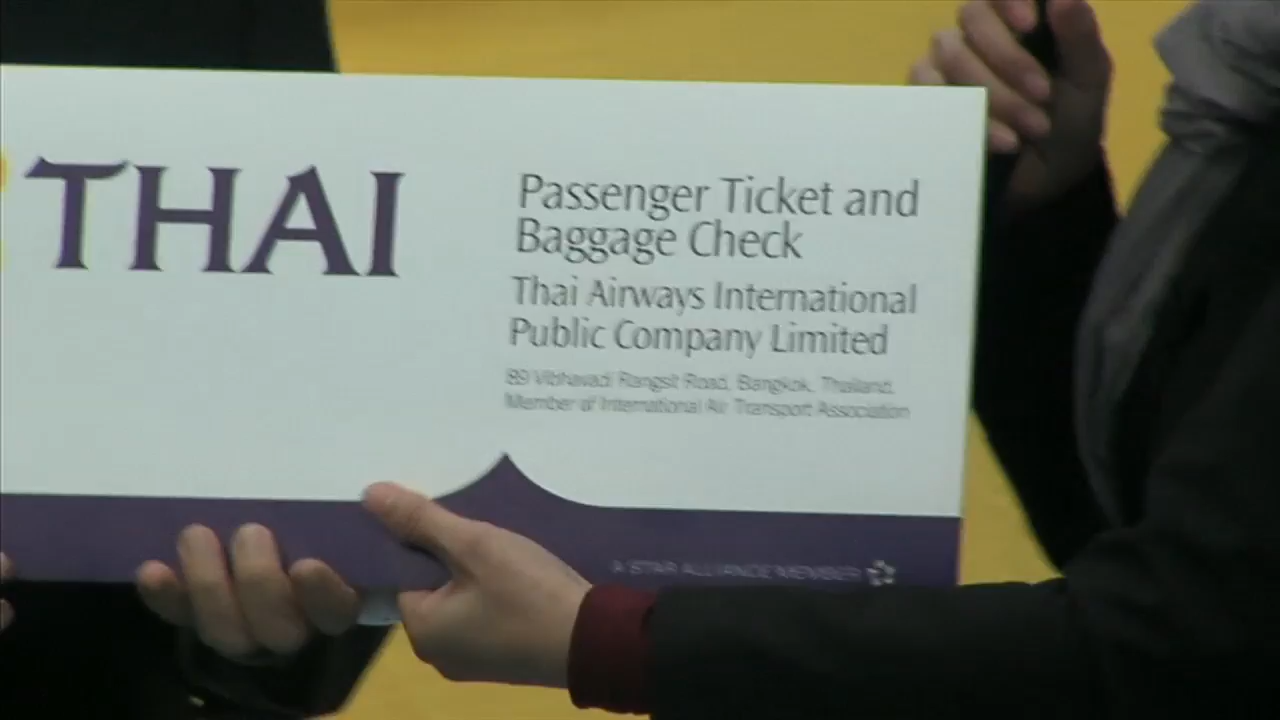 THAI
Passenger Ticket and
Baggage Check
Thai Airways International
Public Company Limited
89 Vibhavadi Rangsit Road, Bangkok, Thailand.
Member of International Air Transport Association
A STAR ALLIANCE MEMBER